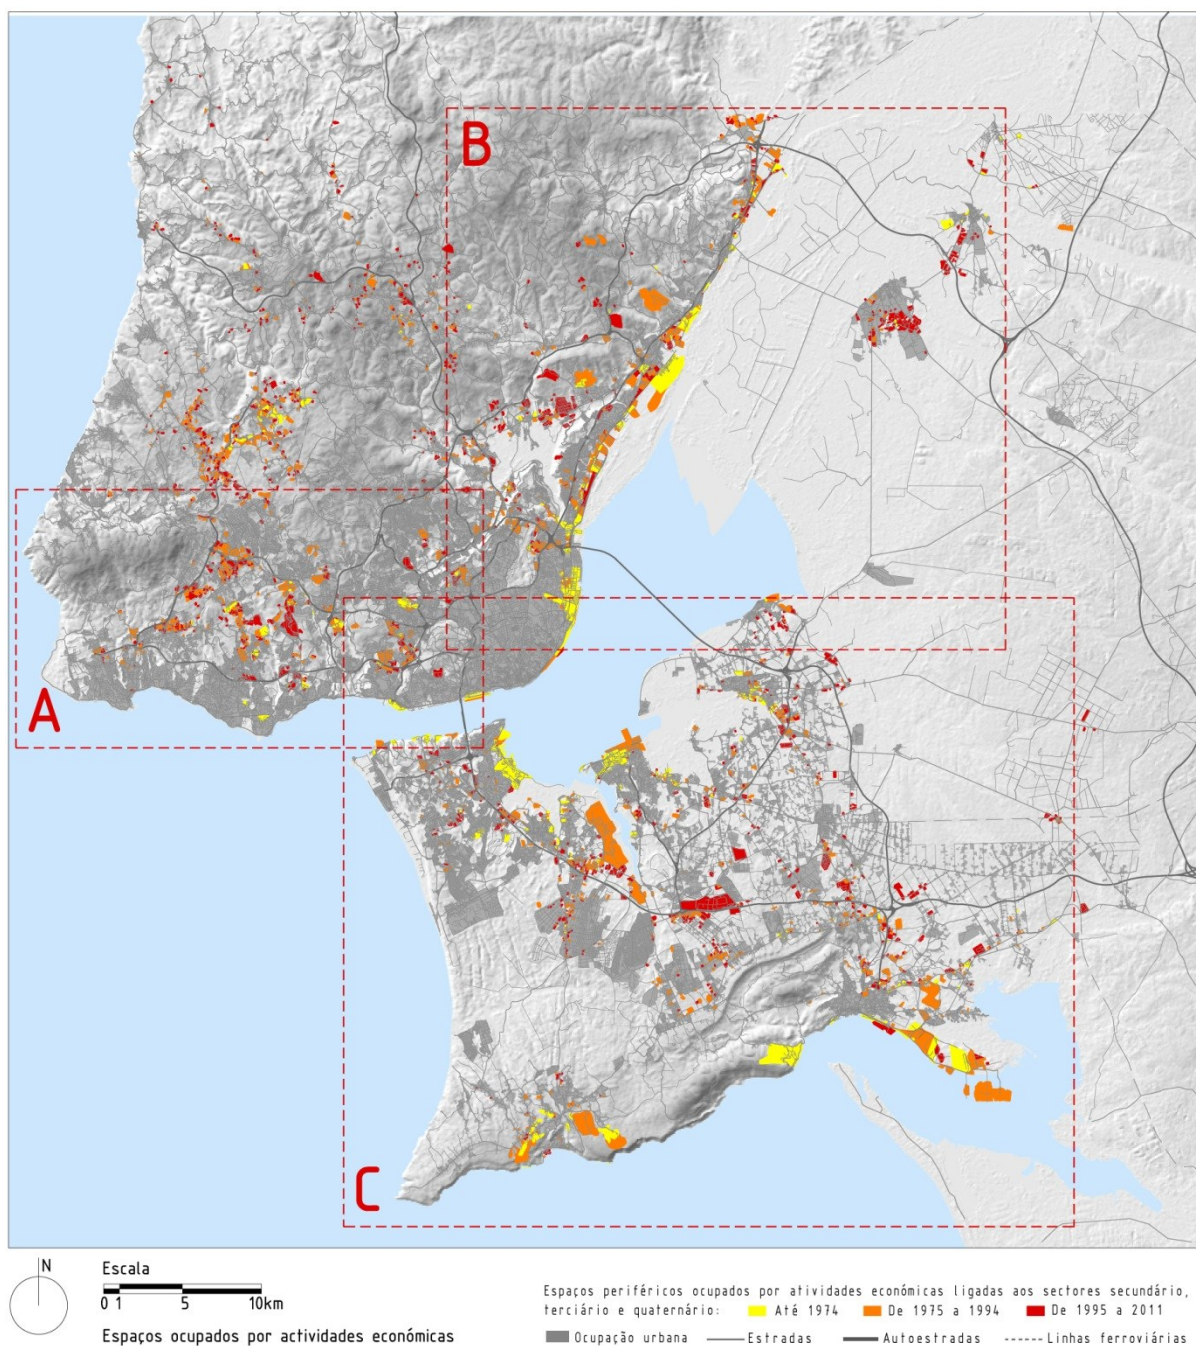 B
A
C
N
Escala
0 1 5 10km
Espaços ocupados por actividades económicas
Espaços periféricos ocupados por atividades económicas ligadas aos sectores secundário,
terciário e quaternário: Até 1974 De 1975 a 1994 De 1995 a 2011
Ocupação urbana Estradas Autoestradas Linhas ferroviárias